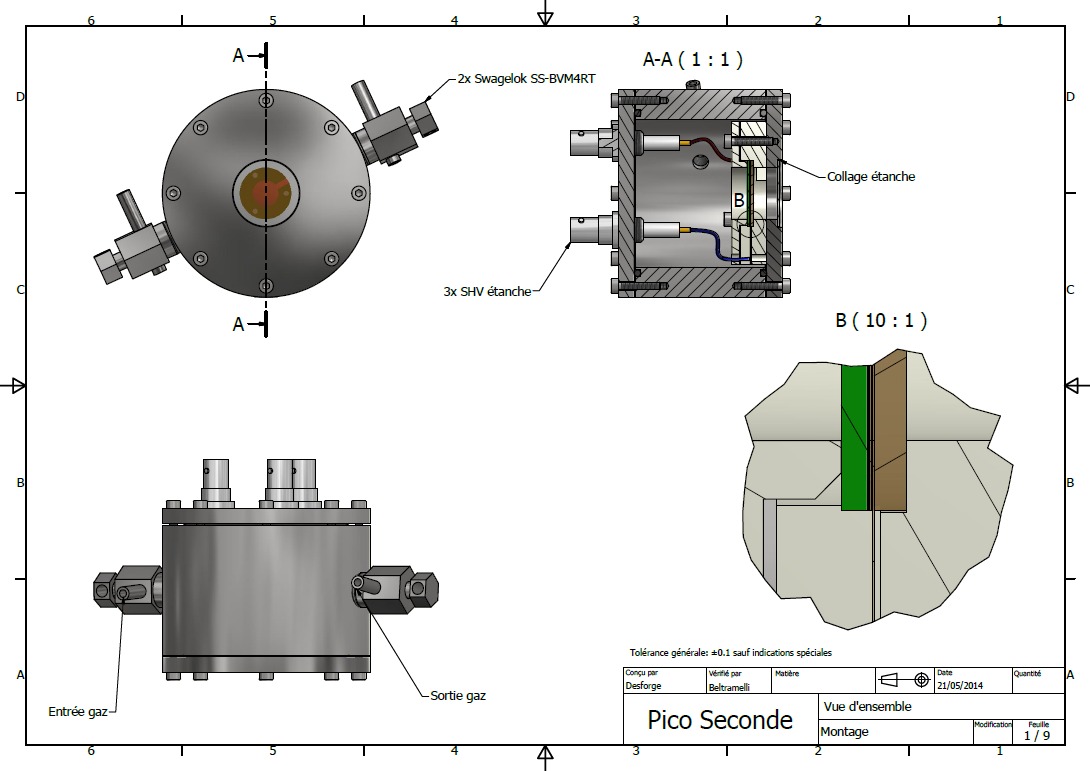 6 5 4 3 2 1
A
A-A ( 1 : 1 )
2x Swagelok SS-BVM4RT
D D
Collage étanche
B
C C
3x SHV étanche
A
B ( 10 : 1 )
B B
Tolérance générale: ±0.1 sauf indications spéciales
A A
Conçu par
Desforge
Vérifié par
Beltramelli
Matière
Date
21/05/2014
Quantité
Sortie gaz
Entrée gaz
Pico Seconde
Vue d'ensemble
Montage
Modification
Feuille
1 / 9
6 5 4 3 2 1